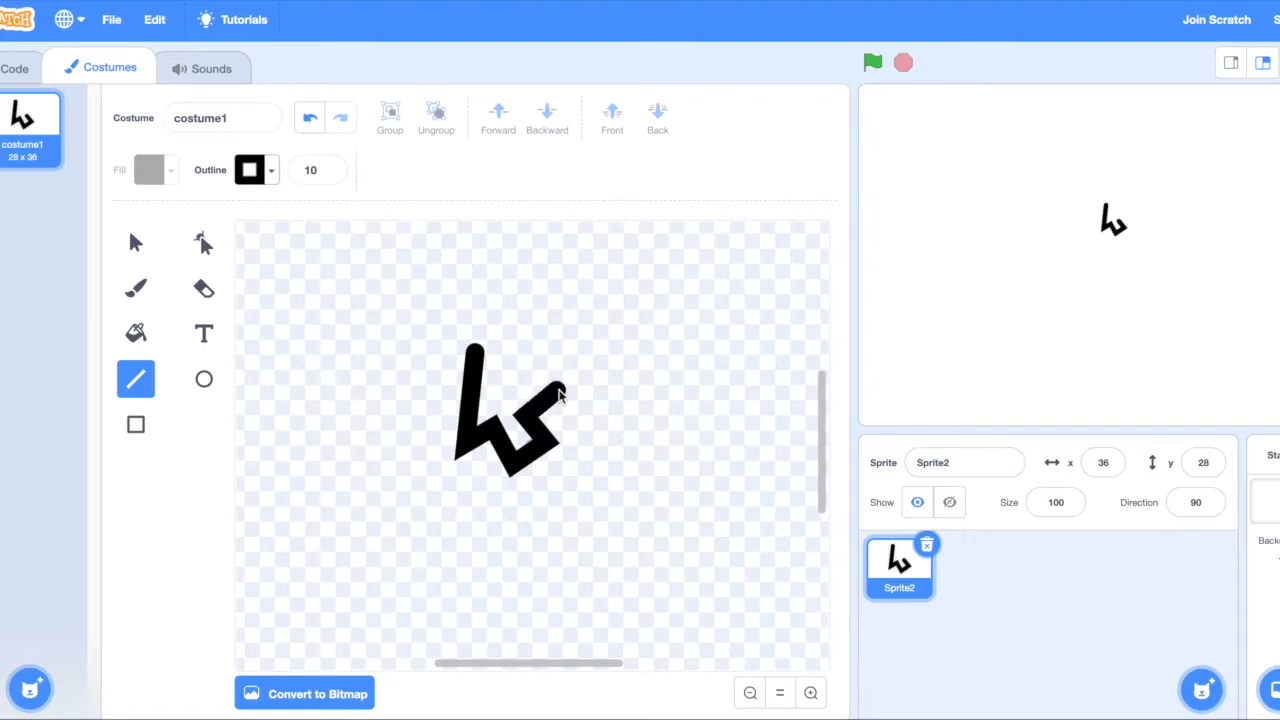 File Edit Tutorials Join Scratch
Code Costumes Sounds
Costume costume1 Group Ungroup Forward Backward Front Back
costume1
28 x 36
Fill Outline 10
Sprite Sprite2 x 36 y 28
Show Size 100 Direction 90
Sprite2
Convert to Bitmap